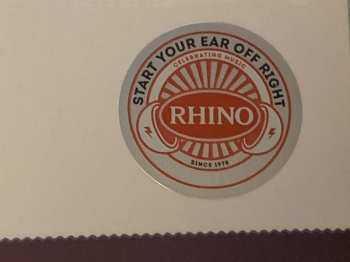 START YOUR EAR OFF RIGHT
CELEBRATING MUSIC
RHINO
SINCE 1978